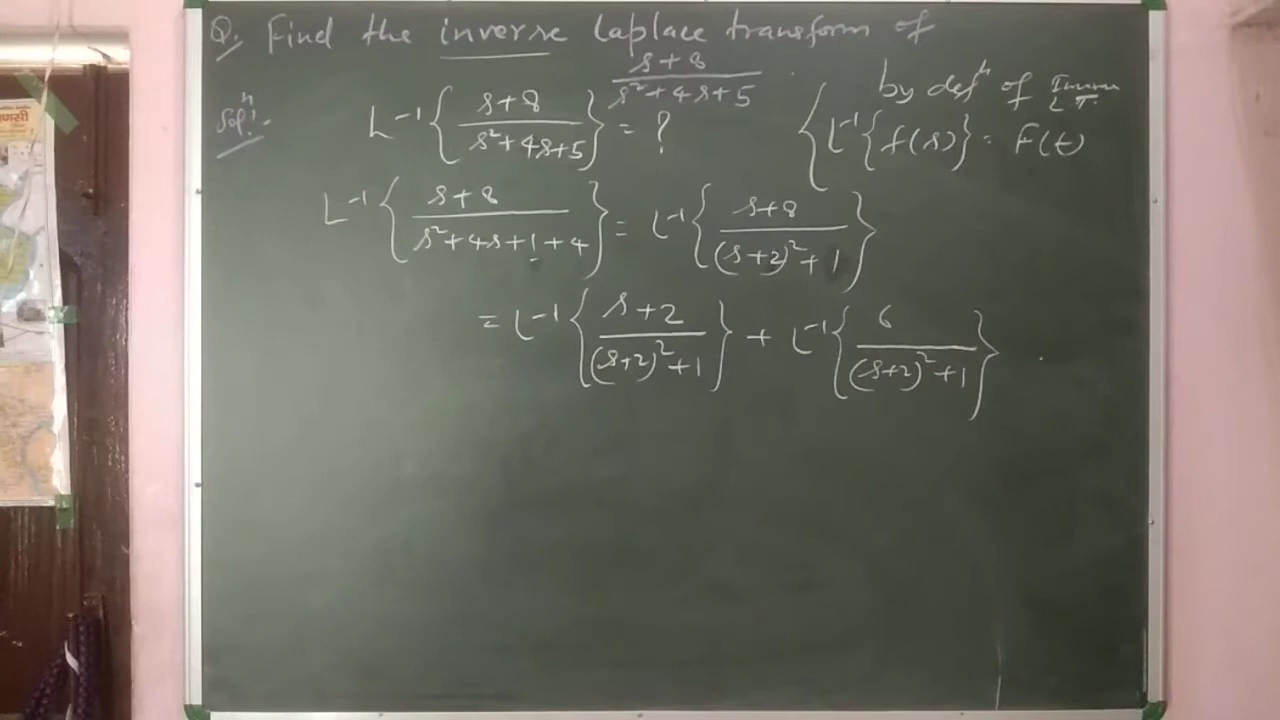 Q. Find the inverse Laplace transform of
s+8 / s²+4s+5 .
Solⁿ:-
L⁻¹{ s+8 / s²+4s+5 } = ?
by defⁿ of Inverse L.T.
{ L⁻¹{f(s)} = F(t)
L⁻¹{ s+8 / s²+4s+1+4 } = L⁻¹{ s+8 / (s+2)²+1 }
= L⁻¹{ s+2 / (s+2)²+1 } + L⁻¹{ 6 / (s+2)²+1 } .
णसी